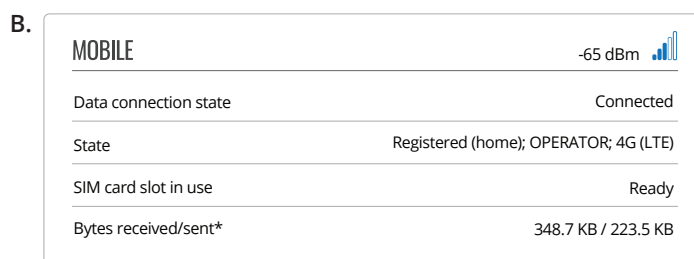 B.
MOBILE -65 dBm
Data connection state Connected
State Registered (home); OPERATOR; 4G (LTE)
SIM card slot in use Ready
Bytes received/sent* 348.7 KB / 223.5 KB